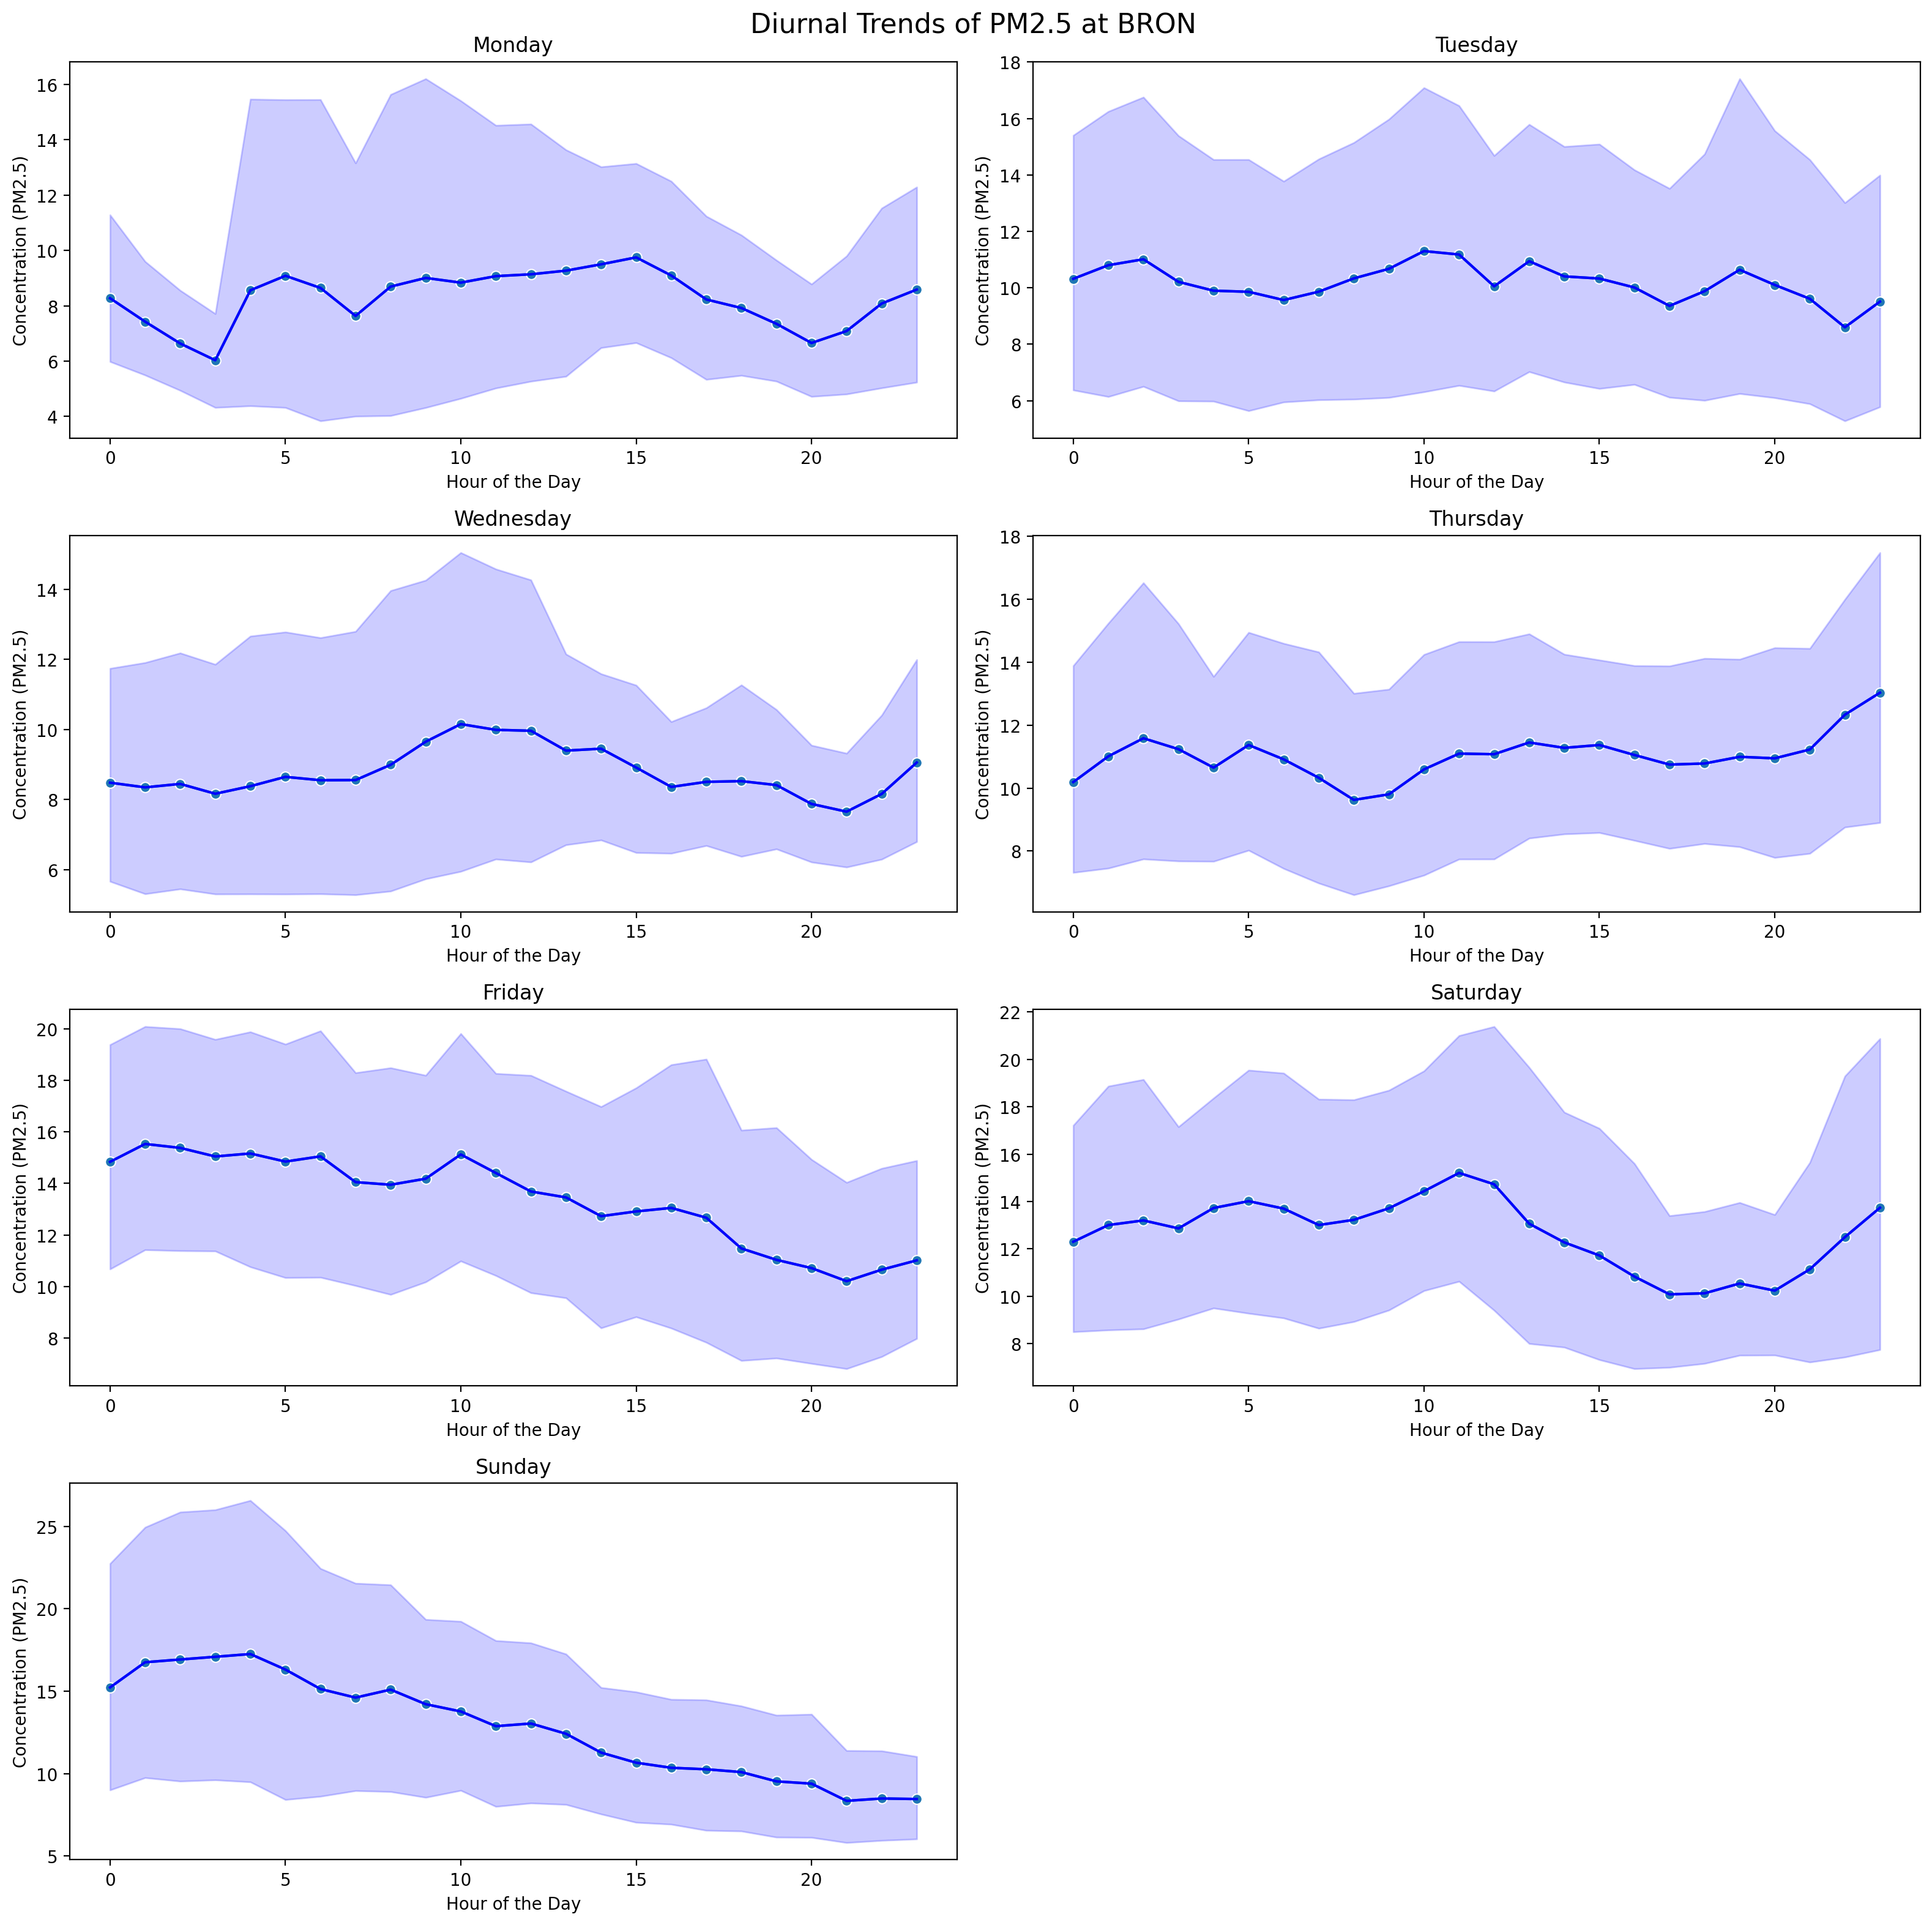 Diurnal Trends of PM2.5 at BRON
Monday
Concentration (PM2.5)
16
14
12
10
8
6
4
0 5 10 15 20
Hour of the Day
Tuesday
Concentration (PM2.5)
18
16
14
12
10
8
6
0 5 10 15 20
Hour of the Day
Wednesday
Concentration (PM2.5)
14
12
10
8
6
0 5 10 15 20
Hour of the Day
Thursday
Concentration (PM2.5)
18
16
14
12
10
8
0 5 10 15 20
Hour of the Day
Friday
Concentration (PM2.5)
20
18
16
14
12
10
8
0 5 10 15 20
Hour of the Day
Saturday
Concentration (PM2.5)
22
20
18
16
14
12
10
8
0 5 10 15 20
Hour of the Day
Sunday
Concentration (PM2.5)
25
20
15
10
5
0 5 10 15 20
Hour of the Day